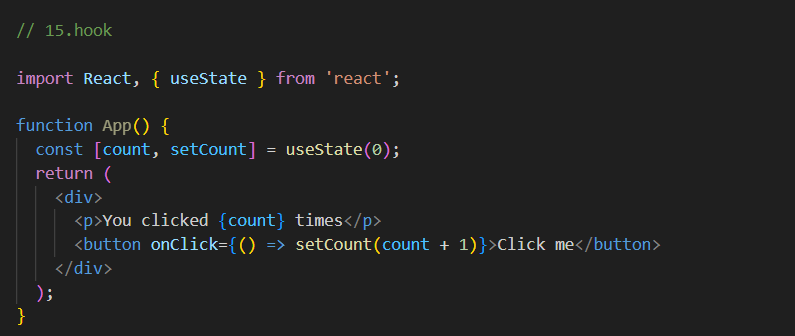 // 15.hook
import React, { useState } from 'react';
function App() {
const [count, setCount] = useState(0);
return (
<div>
<p>You clicked {count} times</p>
<button onClick={() => setCount(count + 1)}>Click me</button>
</div>
);
}